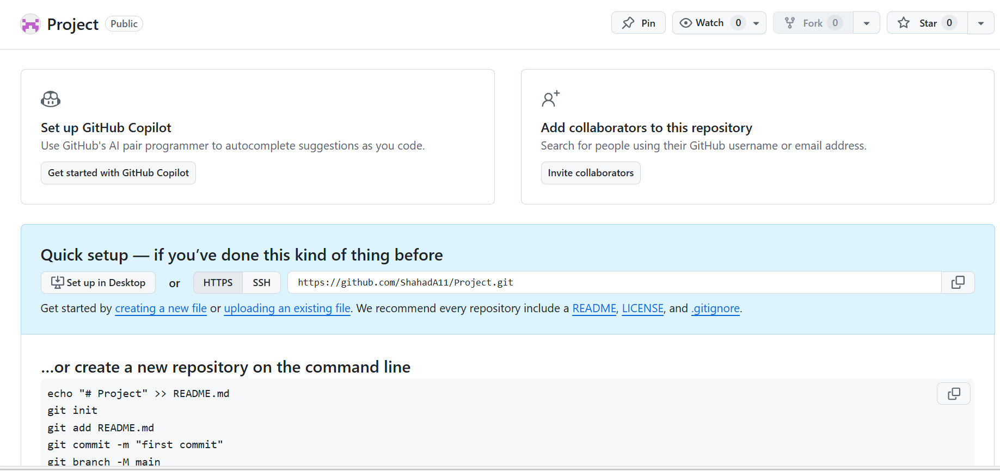 Project Public Pin Watch 0 Fork 0 Star 0
Set up GitHub Copilot
Use GitHub's AI pair programmer to autocomplete suggestions as you code.
Get started with GitHub Copilot
Add collaborators to this repository
Search for people using their GitHub username or email address.
Invite collaborators
Quick setup — if you’ve done this kind of thing before
Set up in Desktop or HTTPS SSH https://github.com/ShahadA11/Project.git
Get started by creating a new file or uploading an existing file. We recommend every repository include a README, LICENSE, and .gitignore.
…or create a new repository on the command line
echo "# Project" >> README.md
git init
git add README.md
git commit -m "first commit"
git branch -M main